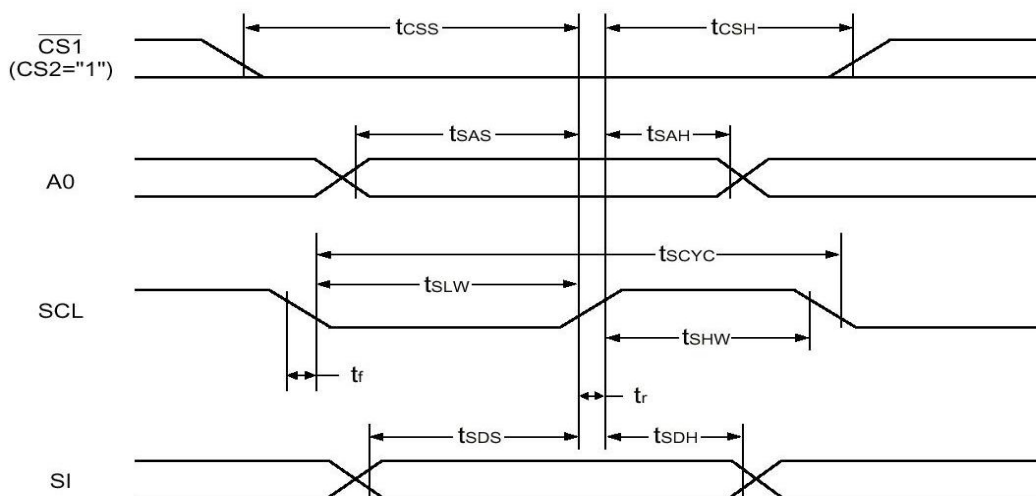 CS1
(CS2="1")
tCSS
tCSH
A0
tSAS
tSAH
SCL
tSCYC
tSLW
tSHW
tf
tr
SI
tSDS
tSDH